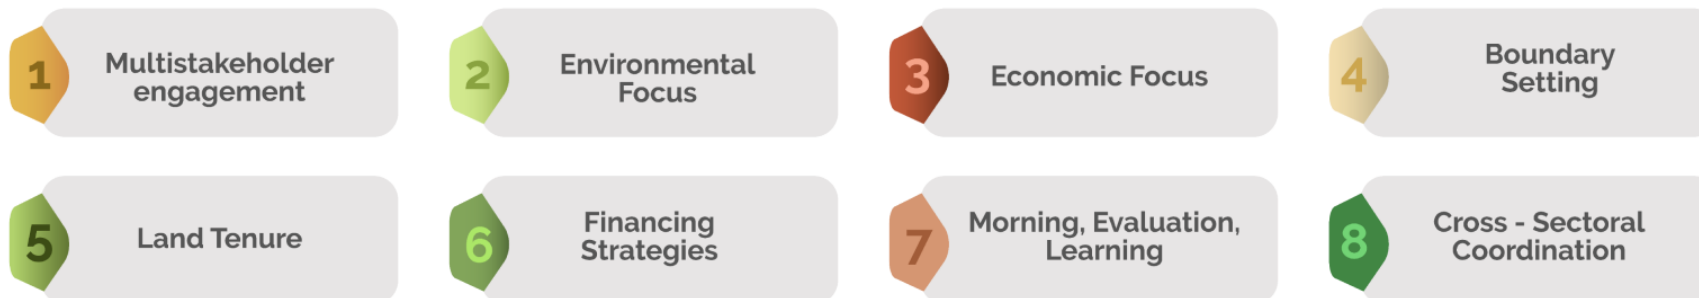 1
Multistakeholder
engagement
2
Environmental
Focus
3
Economic Focus
4
Boundary
Setting
5
Land Tenure
6
Financing
Strategies
7
Morning, Evaluation,
Learning
8
Cross - Sectoral
Coordination